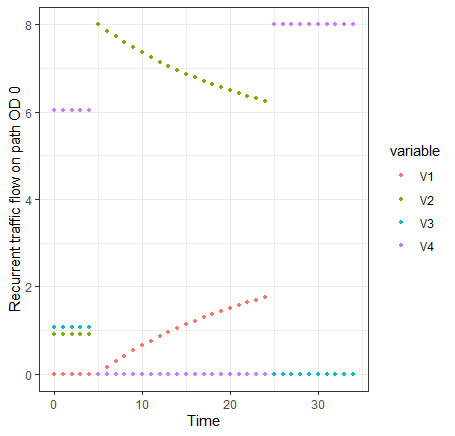 Recurrent traffic flow on path OD 0
8
6
4
2
0
0 10 20 30
Time
variable
V1
V2
V3
V4